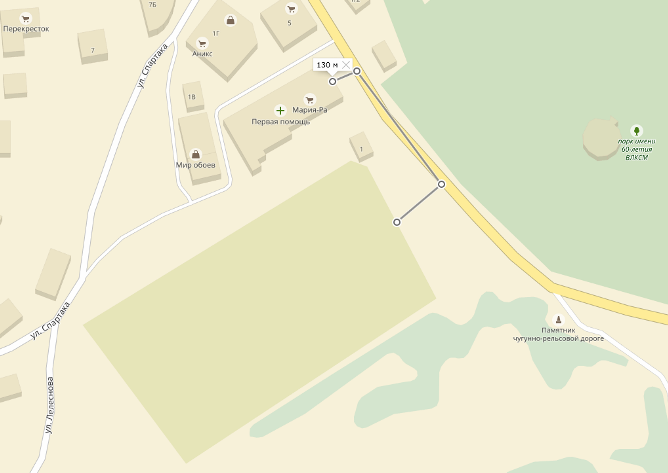 7Б
5
Перекресток
7
1Г
Аникс
ул. Спартака
130 м
1В
Мария-Ра
Первая помощь
1
Мир обоев
парк имени
60-летия
ВЛКСМ
ул. Спартака
Памятник
чугунно-рельсовой дороге
ул. Лелеснова